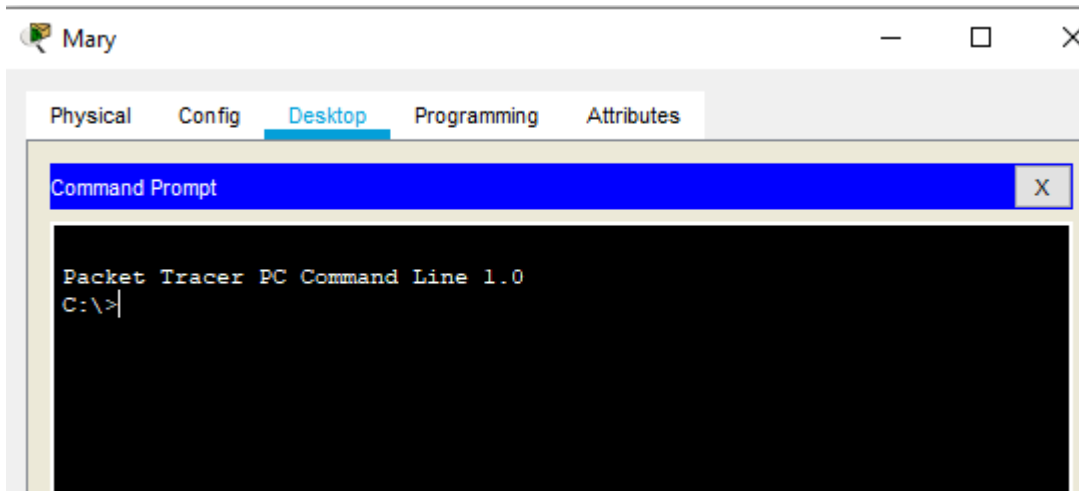 Mary
Physical Config Desktop Programming Attributes
Command Prompt
X
Packet Tracer PC Command Line 1.0
C:\>